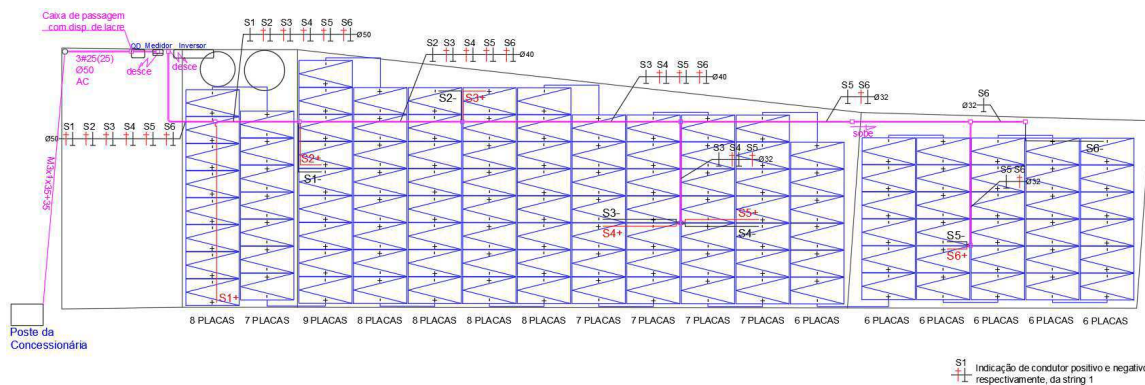 Caixa de passagem
com disp. de lacre
QD Medidor Inversor
desce desce
3#25(25)
Ø50
AC
S1 S2 S3 S4 S5 S6
Ø50
S2 S3 S4 S5 S6
Ø40
S3 S4 S5 S6
Ø40
S5 S6
Ø32
S6
Ø32
Ø50 S1 S2 S3 S4 S5 S6
S2- S3+
sobe
S2+
S1-
S3 S4 S5
Ø32
S6-
S5 S6
Ø32
S3- S5+
S4+ S4-
S5-
S6+
S1+
Poste da
Concessionária
8 PLACAS 7 PLACAS 9 PLACAS 8 PLACAS 8 PLACAS 8 PLACAS 8 PLACAS 7 PLACAS 7 PLACAS 7 PLACAS 7 PLACAS 6 PLACAS 6 PLACAS 6 PLACAS 6 PLACAS 6 PLACAS 6 PLACAS
S1 Indicação de condutor positivo e negativo
respectivamente, da string 1